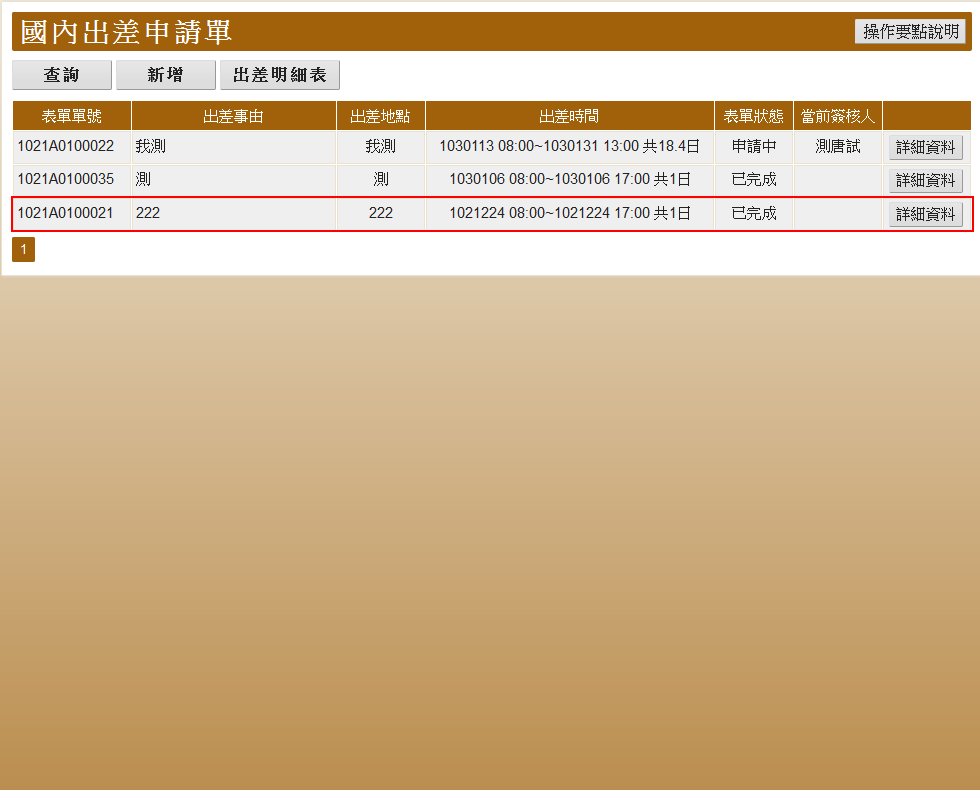 國內出差申請單 操作要點說明
查詢 新增 出差明細表
表單單號 出差事由 出差地點 出差時間 表單狀態 當前簽核人
1021A0100022 我測 我測 1030113 08:00~1030131 13:00 共18.4日 申請中 測唐試 詳細資料
1021A0100035 測 測 1030106 08:00~1030106 17:00 共1日 已完成 詳細資料
1021A0100021 222 222 1021224 08:00~1021224 17:00 共1日 已完成 詳細資料
1